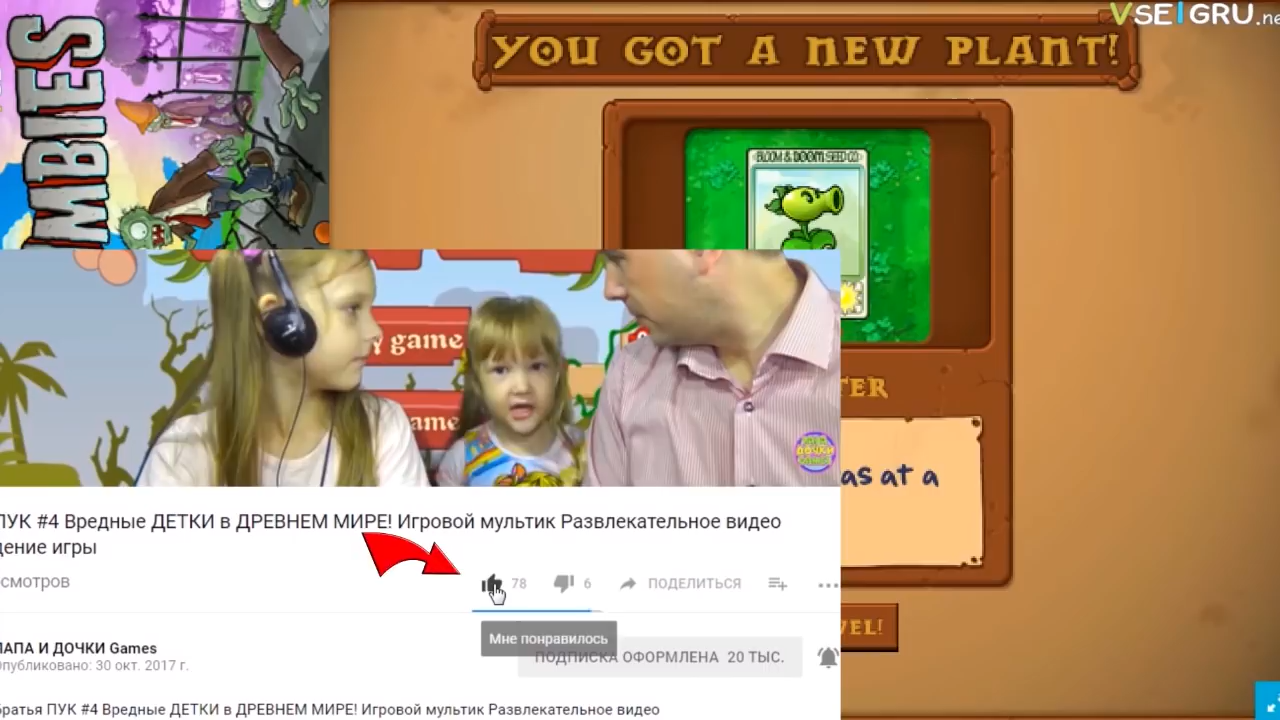 VSEIGRU.ne
YOU GOT A NEW PLANT!
MBIES
BLOOM & DOOM SEED CO
y game
ame
TER
as at a
VEL!
ПУК #4 Вредные ДЕТКИ в ДРЕВНЕМ МИРЕ! Игровой мультик Развлекательное видео
дение игры
смотров
78
6
ПОДЕЛИТЬСЯ
Мне понравилось
ПАПА И ДОЧКИ Games
Опубликовано: 30 окт. 2017 г.
ПОДПИСКА ОФОРМЛЕНА 20 ТЫС.
братья ПУК #4 Вредные ДЕТКИ в ДРЕВНЕМ МИРЕ! Игровой мультик Развлекательное видео